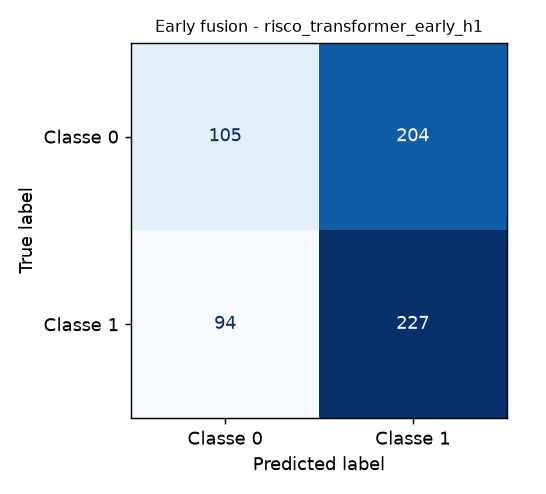 Early fusion - risco_transformer_early_h1
True label
Classe 0
105
204
Classe 1
94
227
Classe 0
Classe 1
Predicted label